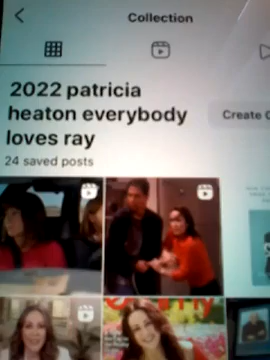 Collection
2022 patricia
heaton everybody
loves ray
Create
24 saved posts